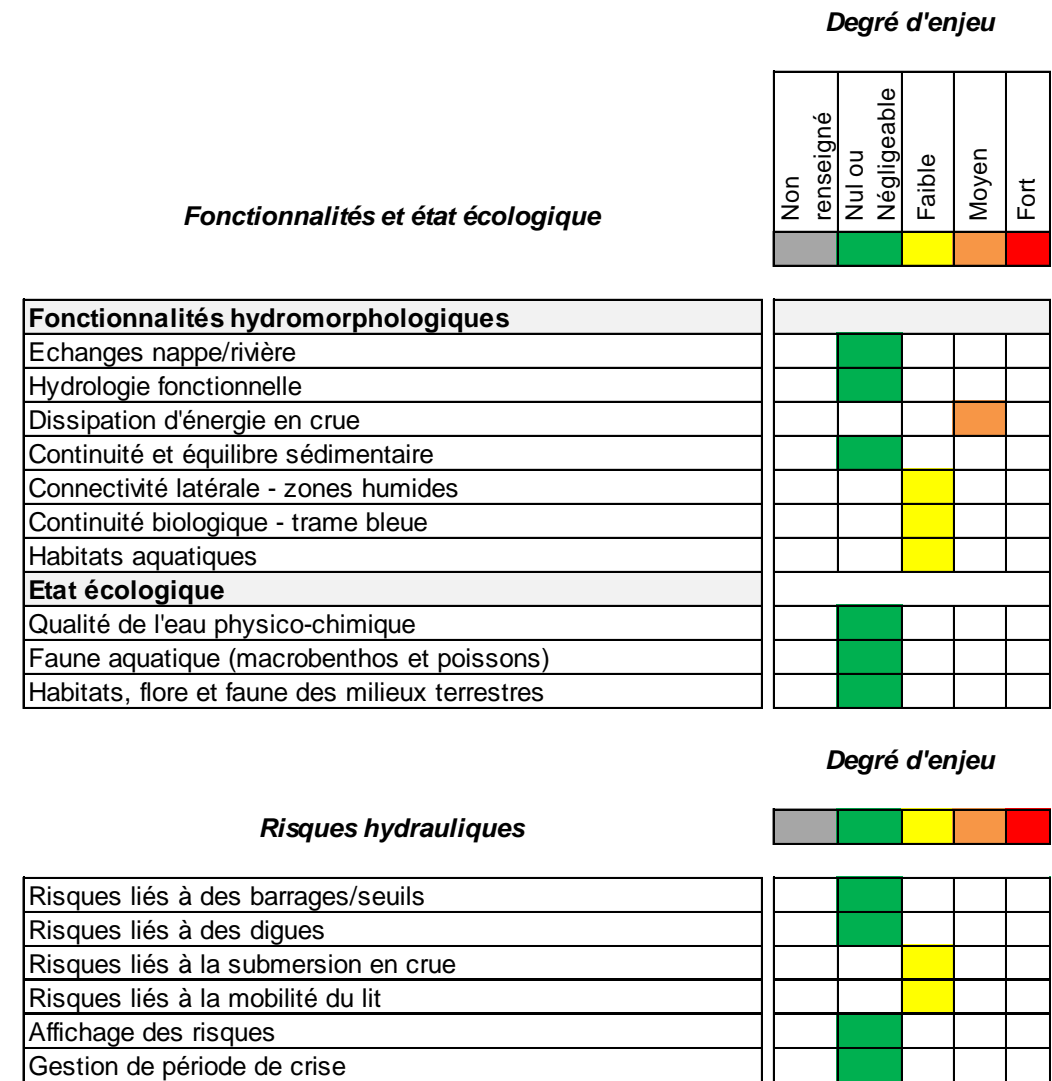 Degré d'enjeu
Non
renseigné
Nul ou
Négligeable
Faible
Moyen
Fort
Fonctionnalités et état écologique
Fonctionnalités hydromorphologiques
Echanges nappe/rivière
Hydrologie fonctionnelle
Dissipation d'énergie en crue
Continuité et équilibre sédimentaire
Connectivité latérale - zones humides
Continuité biologique - trame bleue
Habitats aquatiques
Etat écologique
Qualité de l'eau physico-chimique
Faune aquatique (macrobenthos et poissons)
Habitats, flore et faune des milieux terrestres
Degré d'enjeu
Risques hydrauliques
Risques liés à des barrages/seuils
Risques liés à des digues
Risques liés à la submersion en crue
Risques liés à la mobilité du lit
Affichage des risques
Gestion de période de crise